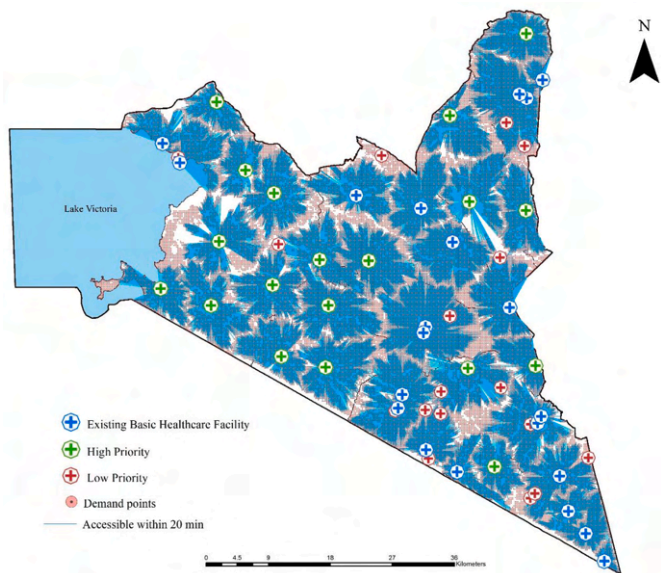 N
Lake Victoria
Existing Basic Healthcare Facility
High Priority
Low Priority
Demand points
Accessible within 20 min
0 4.5 9 18 27 36
Kilometers